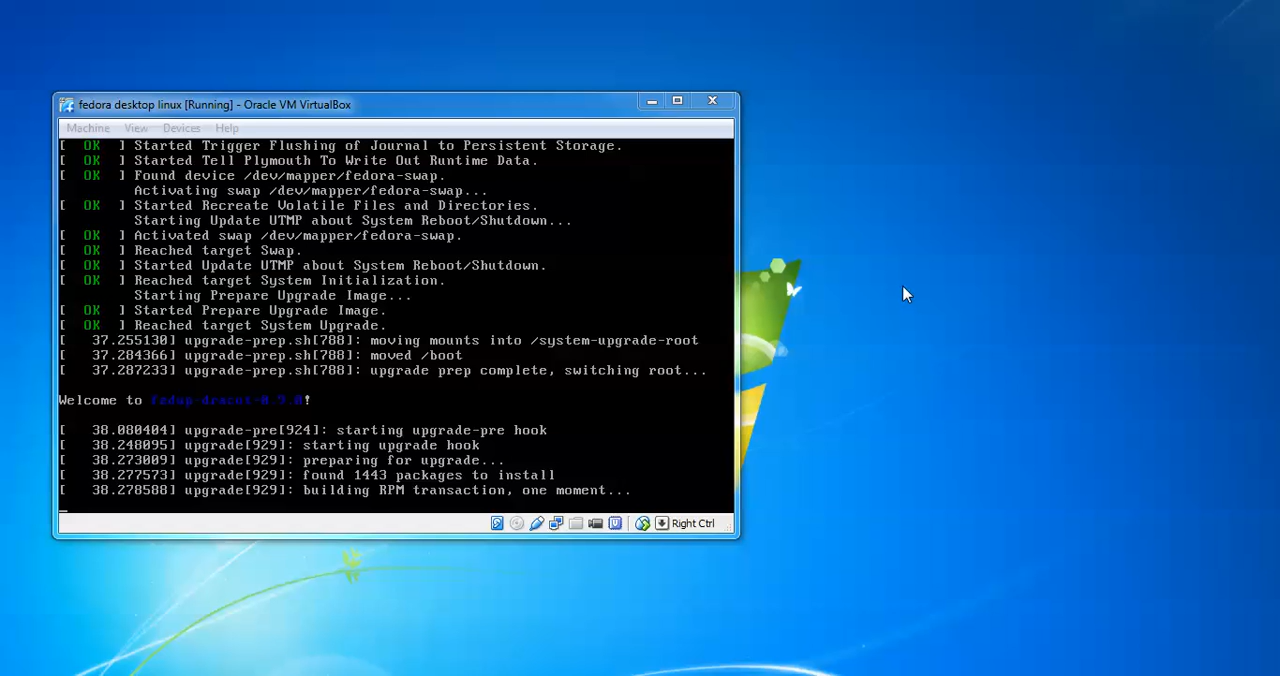 fedora desktop linux [Running] - Oracle VM VirtualBox
Machine View Devices Help
[ OK ] Started Trigger Flushing of Journal to Persistent Storage.
[ OK ] Started Tell Plymouth To Write Out Runtime Data.
[ OK ] Found device /dev/mapper/fedora-swap.
Activating swap /dev/mapper/fedora-swap...
[ OK ] Started Recreate Volatile Files and Directories.
Starting Update UTMP about System Reboot/Shutdown...
[ OK ] Activated swap /dev/mapper/fedora-swap.
[ OK ] Reached target Swap.
[ OK ] Started Update UTMP about System Reboot/Shutdown.
[ OK ] Reached target System Initialization.
Starting Prepare Upgrade Image...
[ OK ] Started Prepare Upgrade Image.
[ OK ] Reached target System Upgrade.
[ 37.255130] upgrade-prep.sh[788]: moving mounts into /system-upgrade-root
[ 37.284366] upgrade-prep.sh[788]: moved /boot
[ 37.287233] upgrade-prep.sh[788]: upgrade prep complete, switching root...
Welcome to fedup-dracut-0.9.0!
[ 38.080404] upgrade-pre[924]: starting upgrade-pre hook
[ 38.248095] upgrade[929]: starting upgrade hook
[ 38.273009] upgrade[929]: preparing for upgrade...
[ 38.277573] upgrade[929]: found 1443 packages to install
[ 38.278588] upgrade[929]: building RPM transaction, one moment...
Right Ctrl